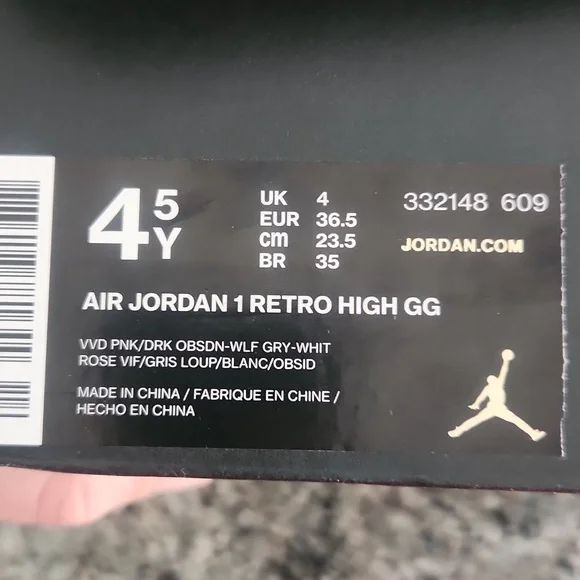 4 5Y
UK 4
EUR 36.5
cm 23.5
BR 35
332148 609
JORDAN.COM
AIR JORDAN 1 RETRO HIGH GG
VVD PNK/DRK OBSDN-WLF GRY-WHIT
ROSE VIF/GRIS LOUP/BLANC/OBSID
MADE IN CHINA / FABRIQUE EN CHINE /
HECHO EN CHINA